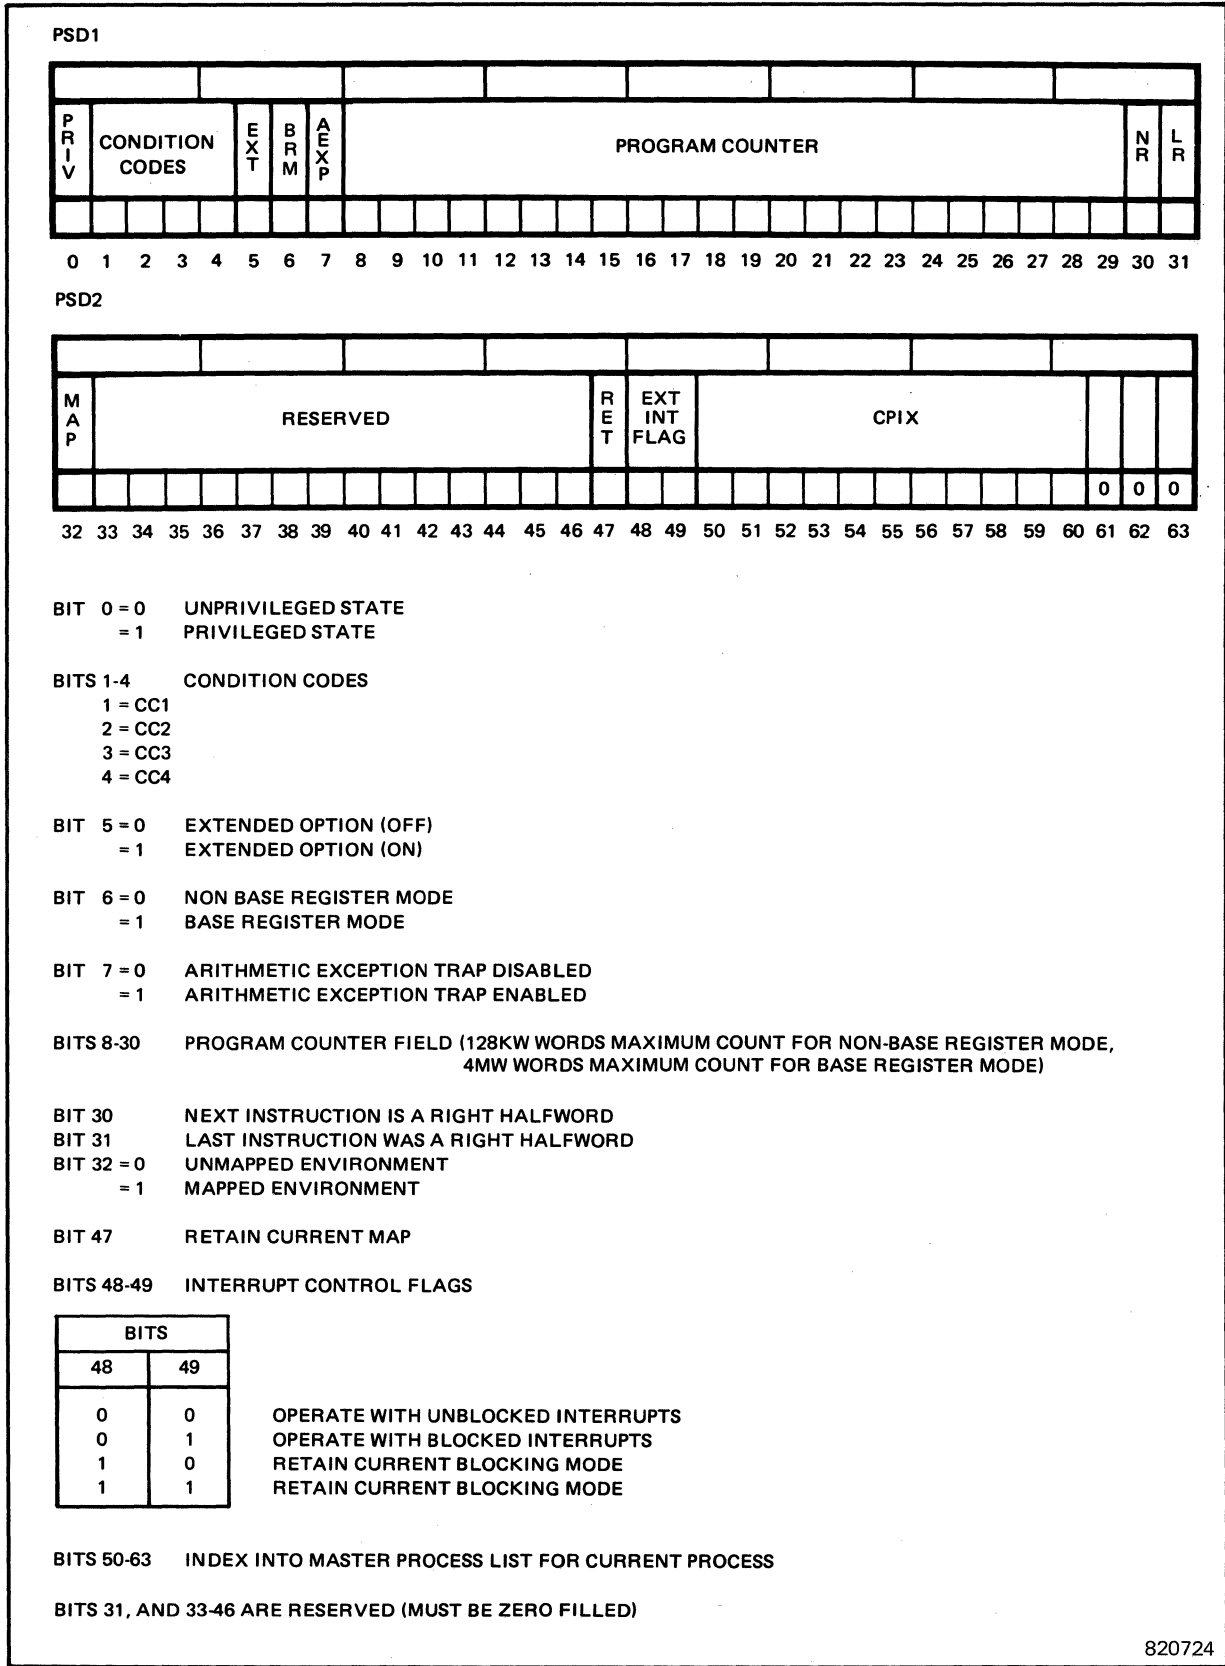 PSD1
PRIV CONDITION CODES EXT BRM AEXP PROGRAM COUNTER NR LR
0 1 2 3 4 5 6 7 8 9 10 11 12 13 14 15 16 17 18 19 20 21 22 23 24 25 26 27 28 29 30 31
PSD2
MAP RESERVED RET EXT INT FLAG CPIX
0 0 0
32 33 34 35 36 37 38 39 40 41 42 43 44 45 46 47 48 49 50 51 52 53 54 55 56 57 58 59 60 61 62 63
BIT 0 = 0 UNPRIVILEGED STATE
= 1 PRIVILEGED STATE
BITS 1-4 CONDITION CODES
1 = CC1
2 = CC2
3 = CC3
4 = CC4
BIT 5 = 0 EXTENDED OPTION (OFF)
= 1 EXTENDED OPTION (ON)
BIT 6 = 0 NON BASE REGISTER MODE
= 1 BASE REGISTER MODE
BIT 7 = 0 ARITHMETIC EXCEPTION TRAP DISABLED
= 1 ARITHMETIC EXCEPTION TRAP ENABLED
BITS 8-30 PROGRAM COUNTER FIELD (128KW WORDS MAXIMUM COUNT FOR NON-BASE REGISTER MODE,
4MW WORDS MAXIMUM COUNT FOR BASE REGISTER MODE)
BIT 30 NEXT INSTRUCTION IS A RIGHT HALFWORD
BIT 31 LAST INSTRUCTION WAS A RIGHT HALFWORD
BIT 32 = 0 UNMAPPED ENVIRONMENT
= 1 MAPPED ENVIRONMENT
BIT 47 RETAIN CURRENT MAP
BITS 48-49 INTERRUPT CONTROL FLAGS
BITS
48 49
0 0 OPERATE WITH UNBLOCKED INTERRUPTS
0 1 OPERATE WITH BLOCKED INTERRUPTS
1 0 RETAIN CURRENT BLOCKING MODE
1 1 RETAIN CURRENT BLOCKING MODE
BITS 50-63 INDEX INTO MASTER PROCESS LIST FOR CURRENT PROCESS
BITS 31, AND 33-46 ARE RESERVED (MUST BE ZERO FILLED)
820724